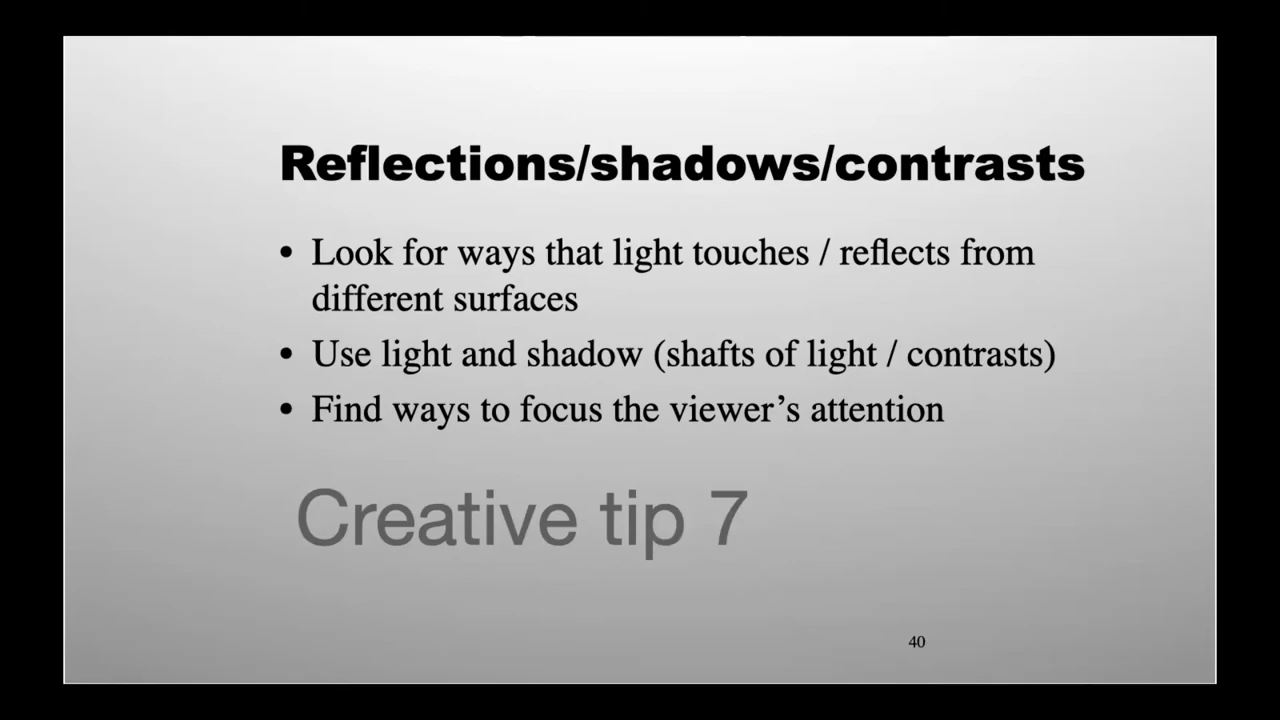 Reflections/shadows/contrasts
• Look for ways that light touches / reflects from
different surfaces
• Use light and shadow (shafts of light / contrasts)
• Find ways to focus the viewer’s attention
Creative tip 7
40